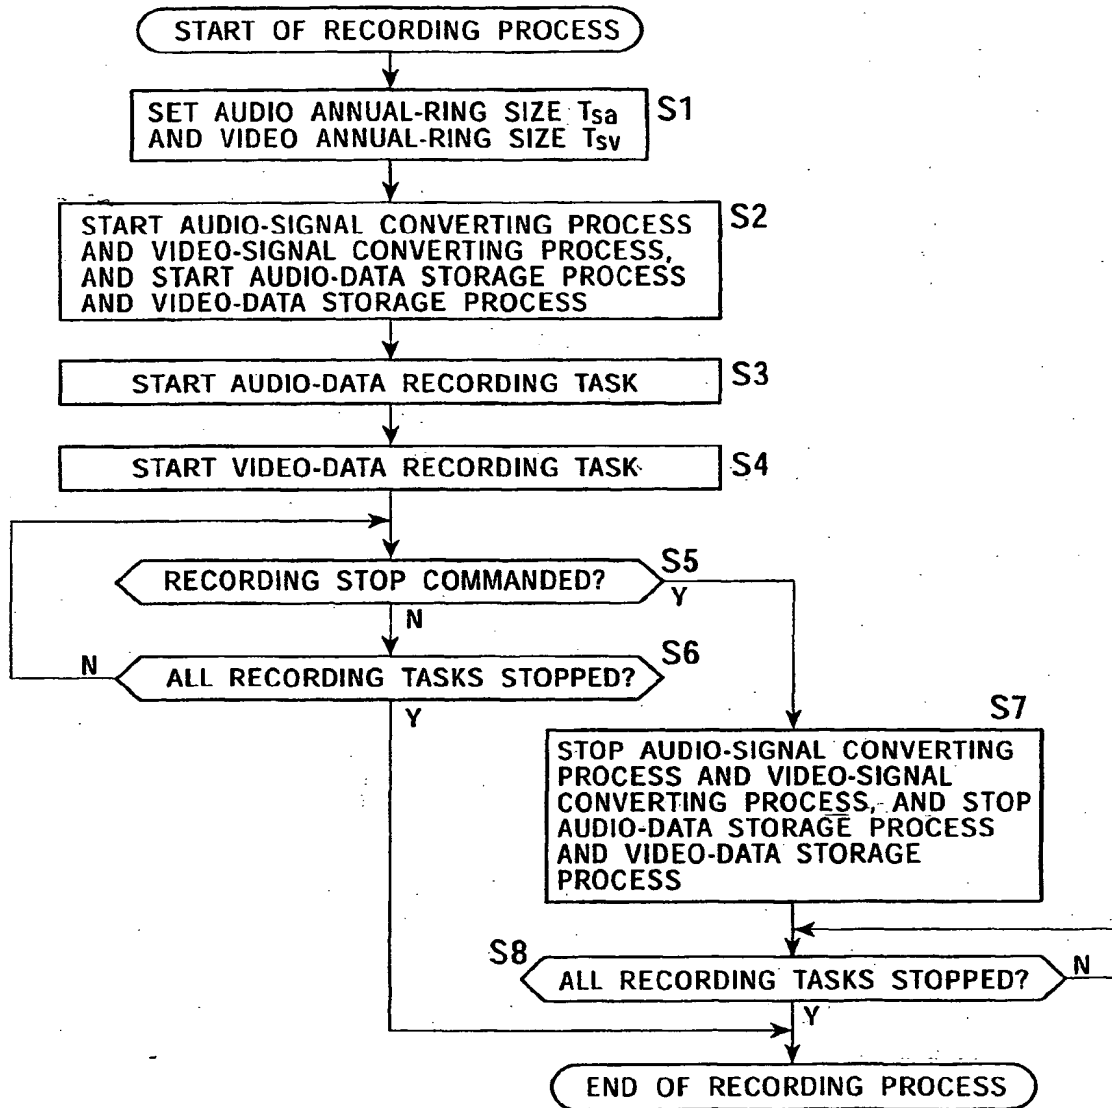 START OF RECORDING PROCESS
SET AUDIO ANNUAL-RING SIZE Tsa
AND VIDEO ANNUAL-RING SIZE Tsv
S1
START AUDIO-SIGNAL CONVERTING PROCESS
AND VIDEO-SIGNAL CONVERTING PROCESS,
AND START AUDIO-DATA STORAGE PROCESS
AND VIDEO-DATA STORAGE PROCESS
S2
START AUDIO-DATA RECORDING TASK
S3
START VIDEO-DATA RECORDING TASK
S4
RECORDING STOP COMMANDED?
S5
Y
N
ALL RECORDING TASKS STOPPED?
S6
N
Y
S7
STOP AUDIO-SIGNAL CONVERTING
PROCESS AND VIDEO-SIGNAL
CONVERTING PROCESS, AND STOP
AUDIO-DATA STORAGE PROCESS
AND VIDEO-DATA STORAGE
PROCESS
S8
ALL RECORDING TASKS STOPPED?
N
Y
END OF RECORDING PROCESS